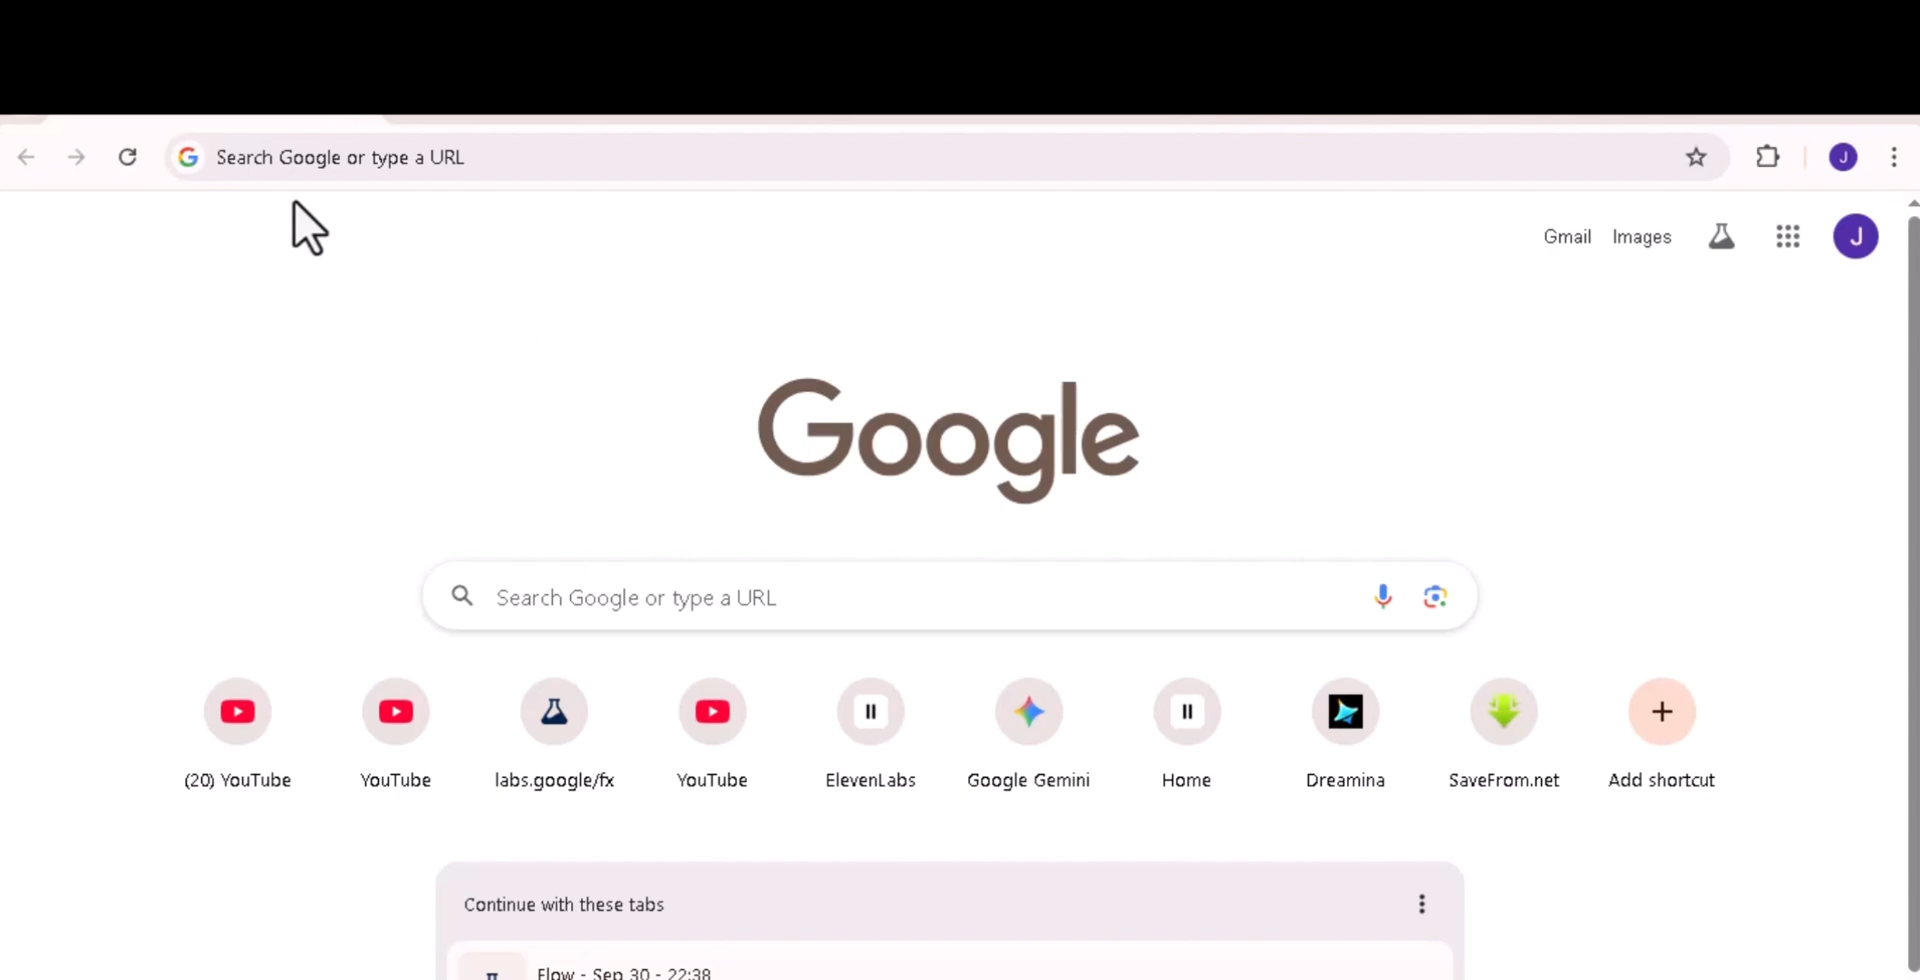 Search Google or type a URL
J
Gmail Images J
Google
Search Google or type a URL
(20) YouTube YouTube labs.google/fx YouTube ElevenLabs Google Gemini Home Dreamina SaveFrom.net Add shortcut
Continue with these tabs
Flow - Sep 30 - 22:38